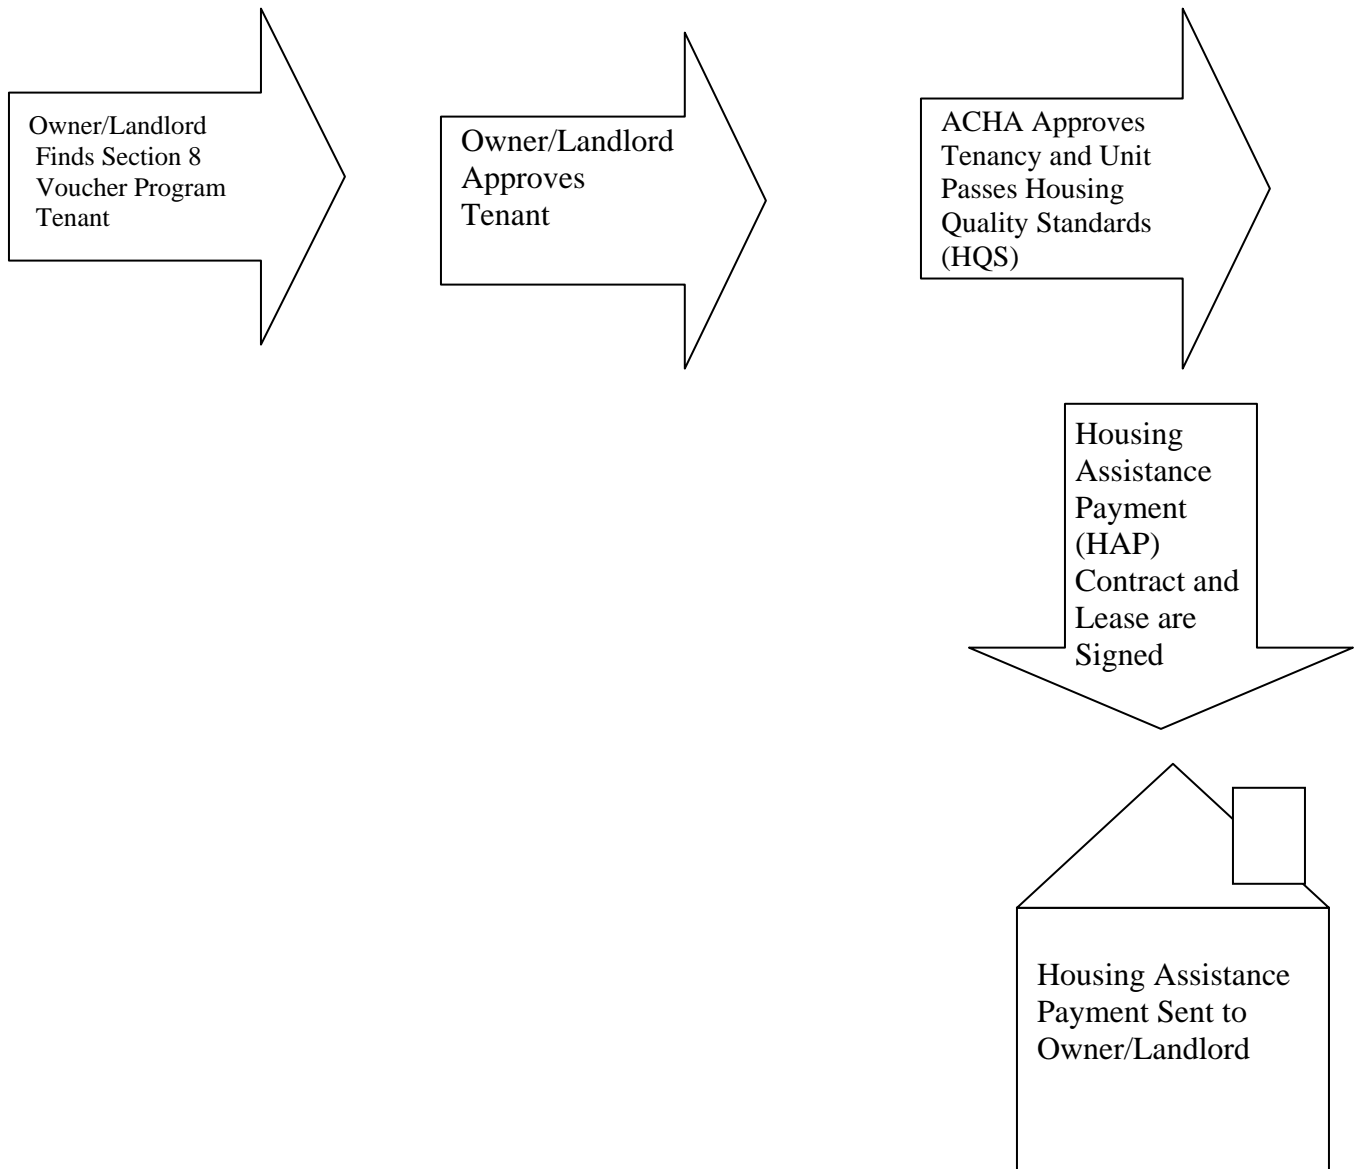 Owner/Landlord
Finds Section 8
Voucher Program
Tenant
Owner/Landlord
Approves
Tenant
ACHA Approves
Tenancy and Unit
Passes Housing
Quality Standards
(HQS)
Housing
Assistance
Payment
(HAP)
Contract and
Lease are
Signed
Housing Assistance
Payment Sent to
Owner/Landlord